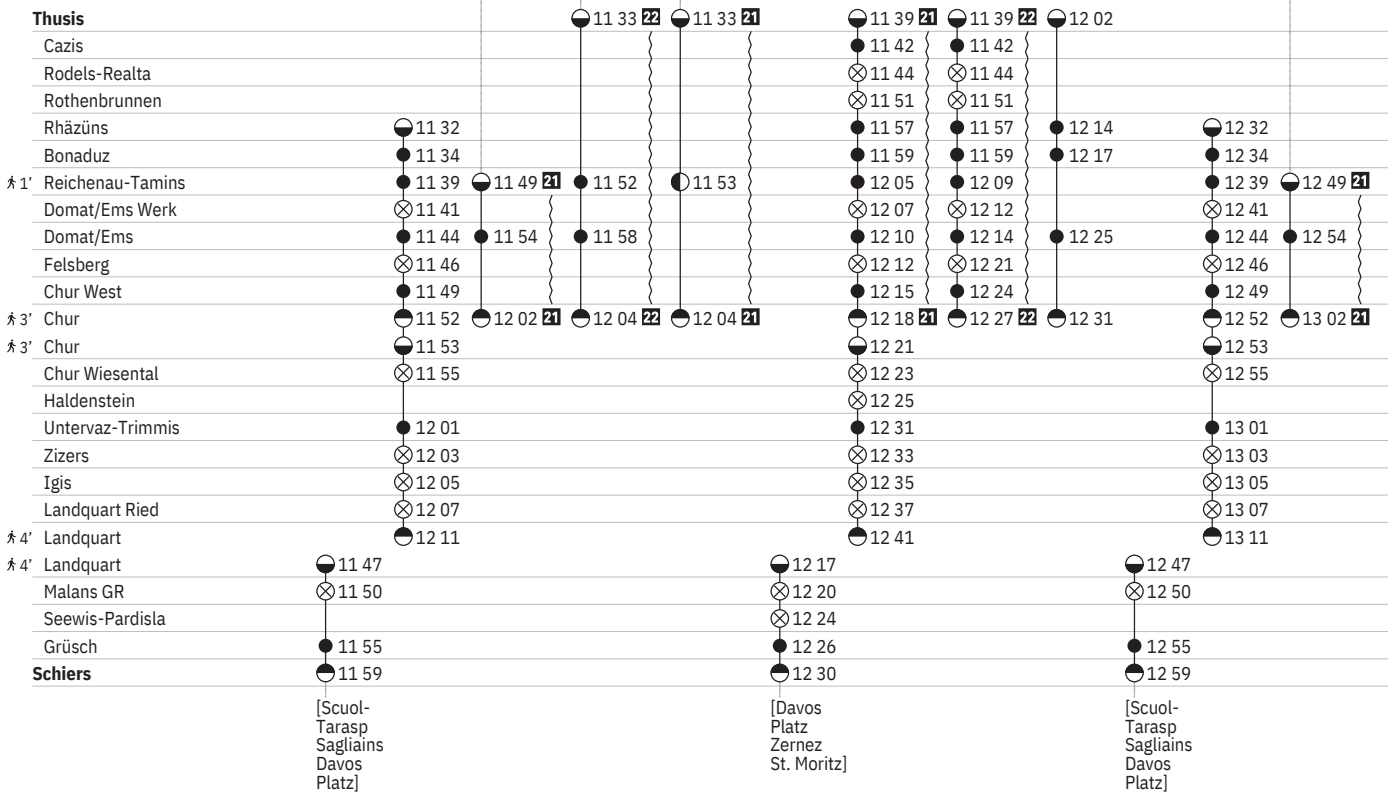 Thusis 11 33 22 11 33 21 11 39 21 11 39 22 12 02
Cazis 11 42 11 42
Rodels-Realta 11 44 11 44
Rothenbrunnen 11 51 11 51
Rhäzüns 11 32 11 57 11 57 12 14 12 32
Bonaduz 11 34 11 59 11 59 12 17 12 34
1’ Reichenau-Tamins 11 39 11 49 21 11 52 11 53 12 05 12 09 12 39 12 49 21
Domat/Ems Werk 11 41 12 07 12 12 12 41
Domat/Ems 11 44 11 54 11 58 12 10 12 14 12 25 12 44 12 54
Felsberg 11 46 12 12 12 21 12 46
Chur West 11 49 12 15 12 24 12 49
3’ Chur 11 52 12 02 21 12 04 22 12 04 21 12 18 21 12 27 22 12 31 12 52 13 02 21
3’ Chur 11 53 12 21 12 53
Chur Wiesental 11 55 12 23 12 55
Haldenstein 12 25
Untervaz-Trimmis 12 01 12 31 13 01
Zizers 12 03 12 33 13 03
Igis 12 05 12 35 13 05
Landquart Ried 12 07 12 37 13 07
4’ Landquart 12 11 12 41 13 11
4’ Landquart 11 47 12 17 12 47
Malans GR 11 50 12 20 12 50
Seewis-Pardisla 12 24
Grüsch 11 55 12 26 12 55
Schiers 11 59 12 30 12 59
[Scuol-
Tarasp
Sagliains
Davos
Platz]
[Davos
Platz
Zernez
St. Moritz]
[Scuol-
Tarasp
Sagliains
Davos
Platz]